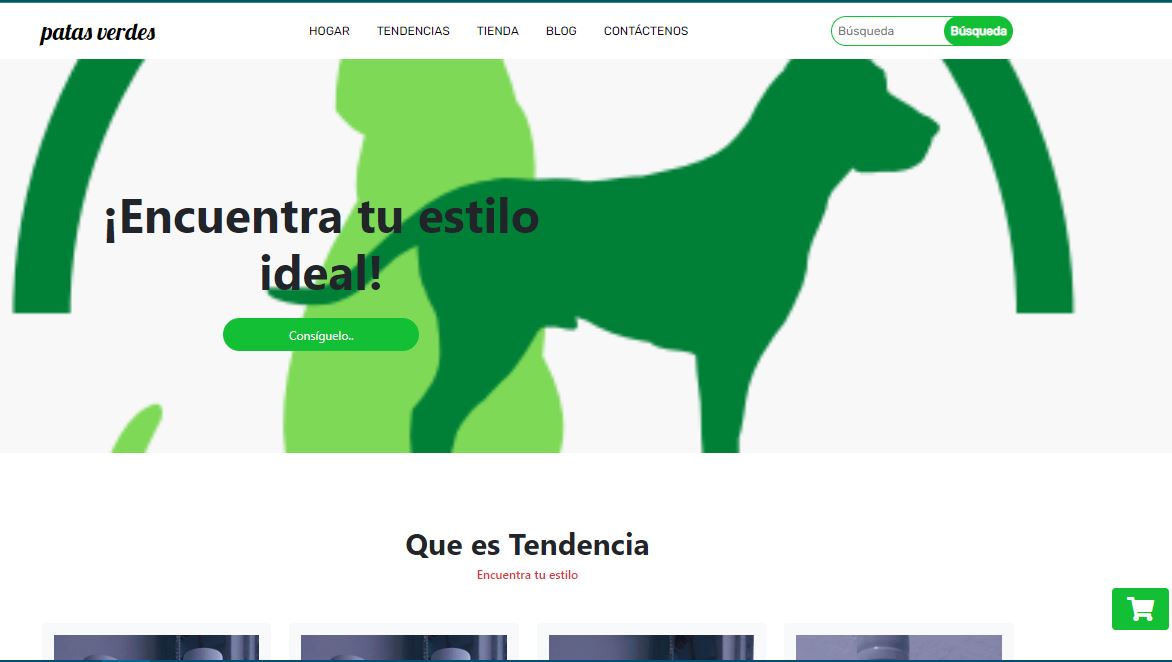 patas verdes
HOGAR TENDENCIAS TIENDA BLOG CONTÁCTENOS
Búsqueda Búsqueda
¡Encuentra tu estilo
ideal!
Consíguelo..
Que es Tendencia
Encuentra tu estilo